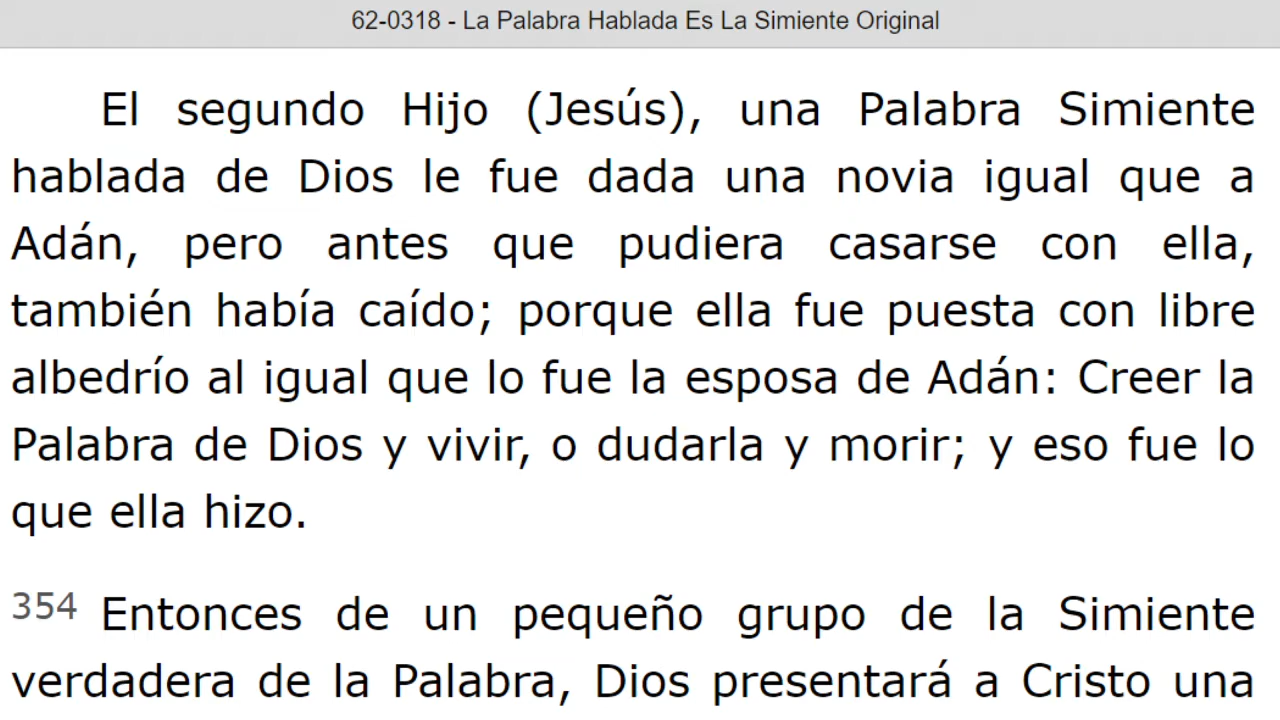 62-0318 - La Palabra Hablada Es La Simiente Original
El segundo Hijo (Jesús), una Palabra Simiente
hablada de Dios le fue dada una novia igual que a
Adán, pero antes que pudiera casarse con ella,
también había caído; porque ella fue puesta con libre
albedrío al igual que lo fue la esposa de Adán: Creer la
Palabra de Dios y vivir, o dudarla y morir; y eso fue lo
que ella hizo.
354 Entonces de un pequeño grupo de la Simiente
verdadera de la Palabra, Dios presentará a Cristo una